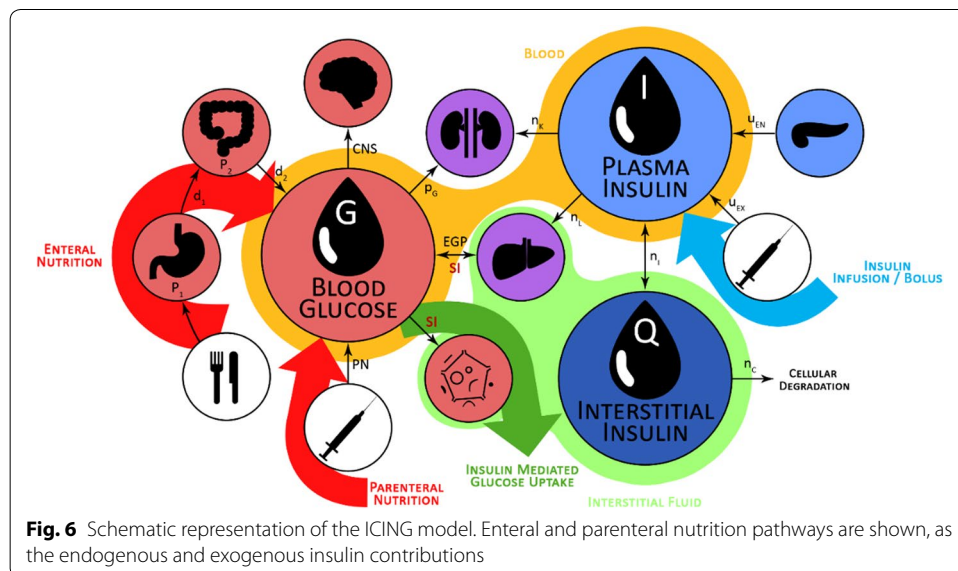 BLOOD
I
PLASMA
INSULIN
u_EN
n_K
CNS
P_2
d_2
d_1
p_G
G
BLOOD
GLUCOSE
EGP
SI
n_L
n_I
u_EX
ENTERAL
NUTRITION
P_1
INSULIN
INFUSION / BOLUS
SI
PN
Q
INTERSTITIAL
INSULIN
n_C
CELLULAR
DEGRADATION
INSULIN MEDIATED
GLUCOSE UPTAKE
PARENTERAL
NUTRITION
INTERSTITIAL FLUID
Fig. 6 Schematic representation of the ICING model. Enteral and parenteral nutrition pathways are shown, as
the endogenous and exogenous insulin contributions